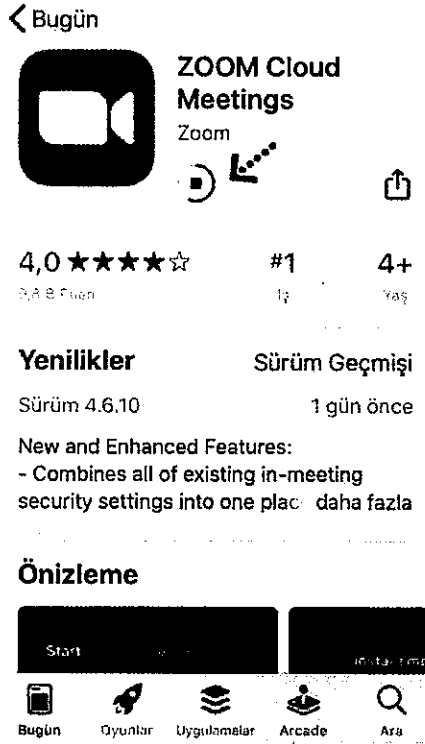 Bugün
ZOOM Cloud
Meetings
Zoom
4,0 #1 4+
İş Yaş
Yenilikler Sürüm Geçmişi
Sürüm 4.6.10 1 gün önce
New and Enhanced Features:
- Combines all of existing in-meeting
security settings into one plac daha fazla
Önizleme
Start
Bugün Oyunlar Uygulamalar Arcade Ara